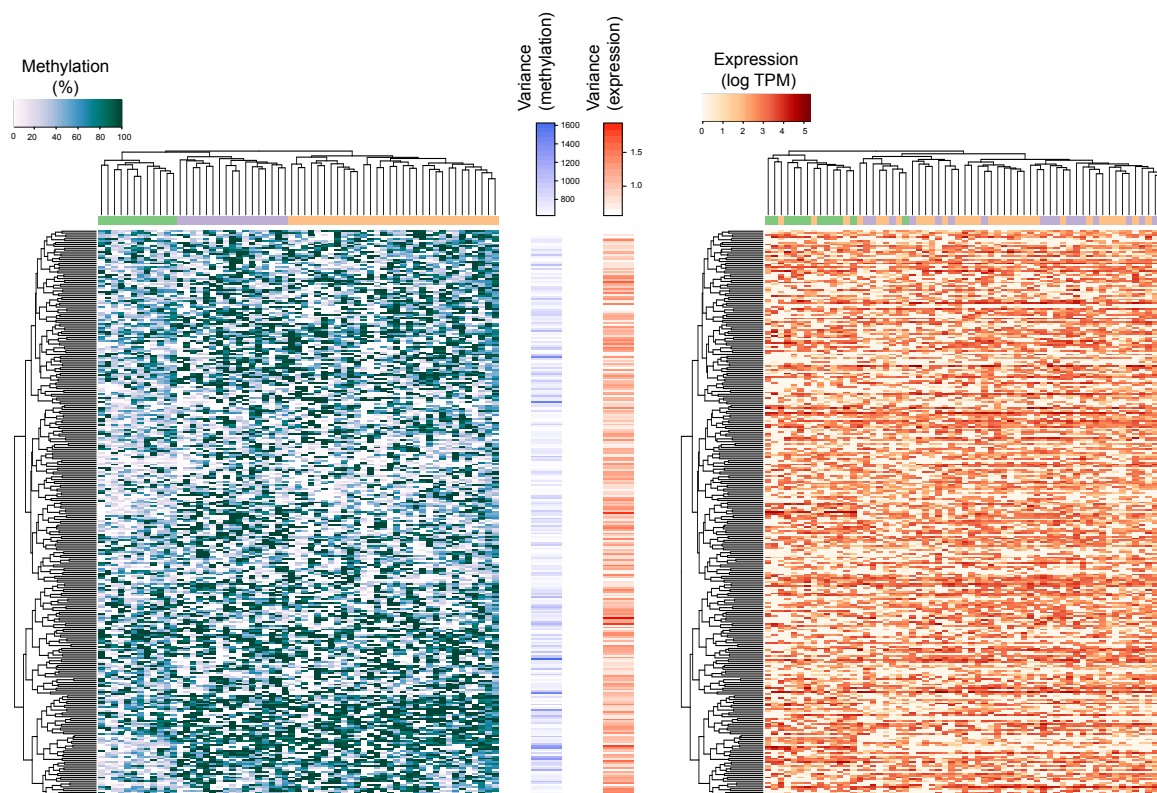 Methylation
(%)
0 20 40 60 80 100
Variance
(methylation)
1600
1400
1200
1000
800
Variance
(expression)
1.5
1.0
Expression
(log TPM)
0 1 2 3 4 5